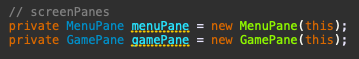 // screenPanes
private MenuPane menuPane = new MenuPane(this);
private GamePane gamePane = new GamePane(this);